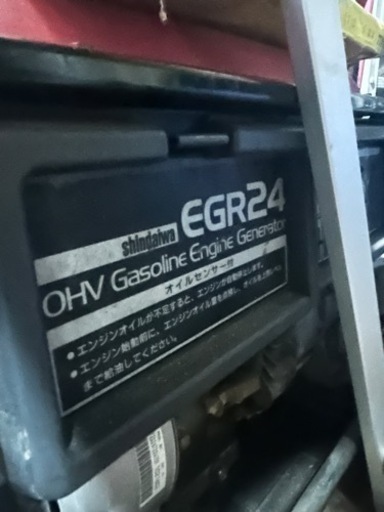 shindaiwa EGR24
OHV Gasoline Engine Generator
オイルセンサー付
●エンジンオイルが不足すると、エンジンが自動停止します。
●エンジン始動前に、エンジンオイル量を点検し、オイルを上限レベル
まで給油してください。